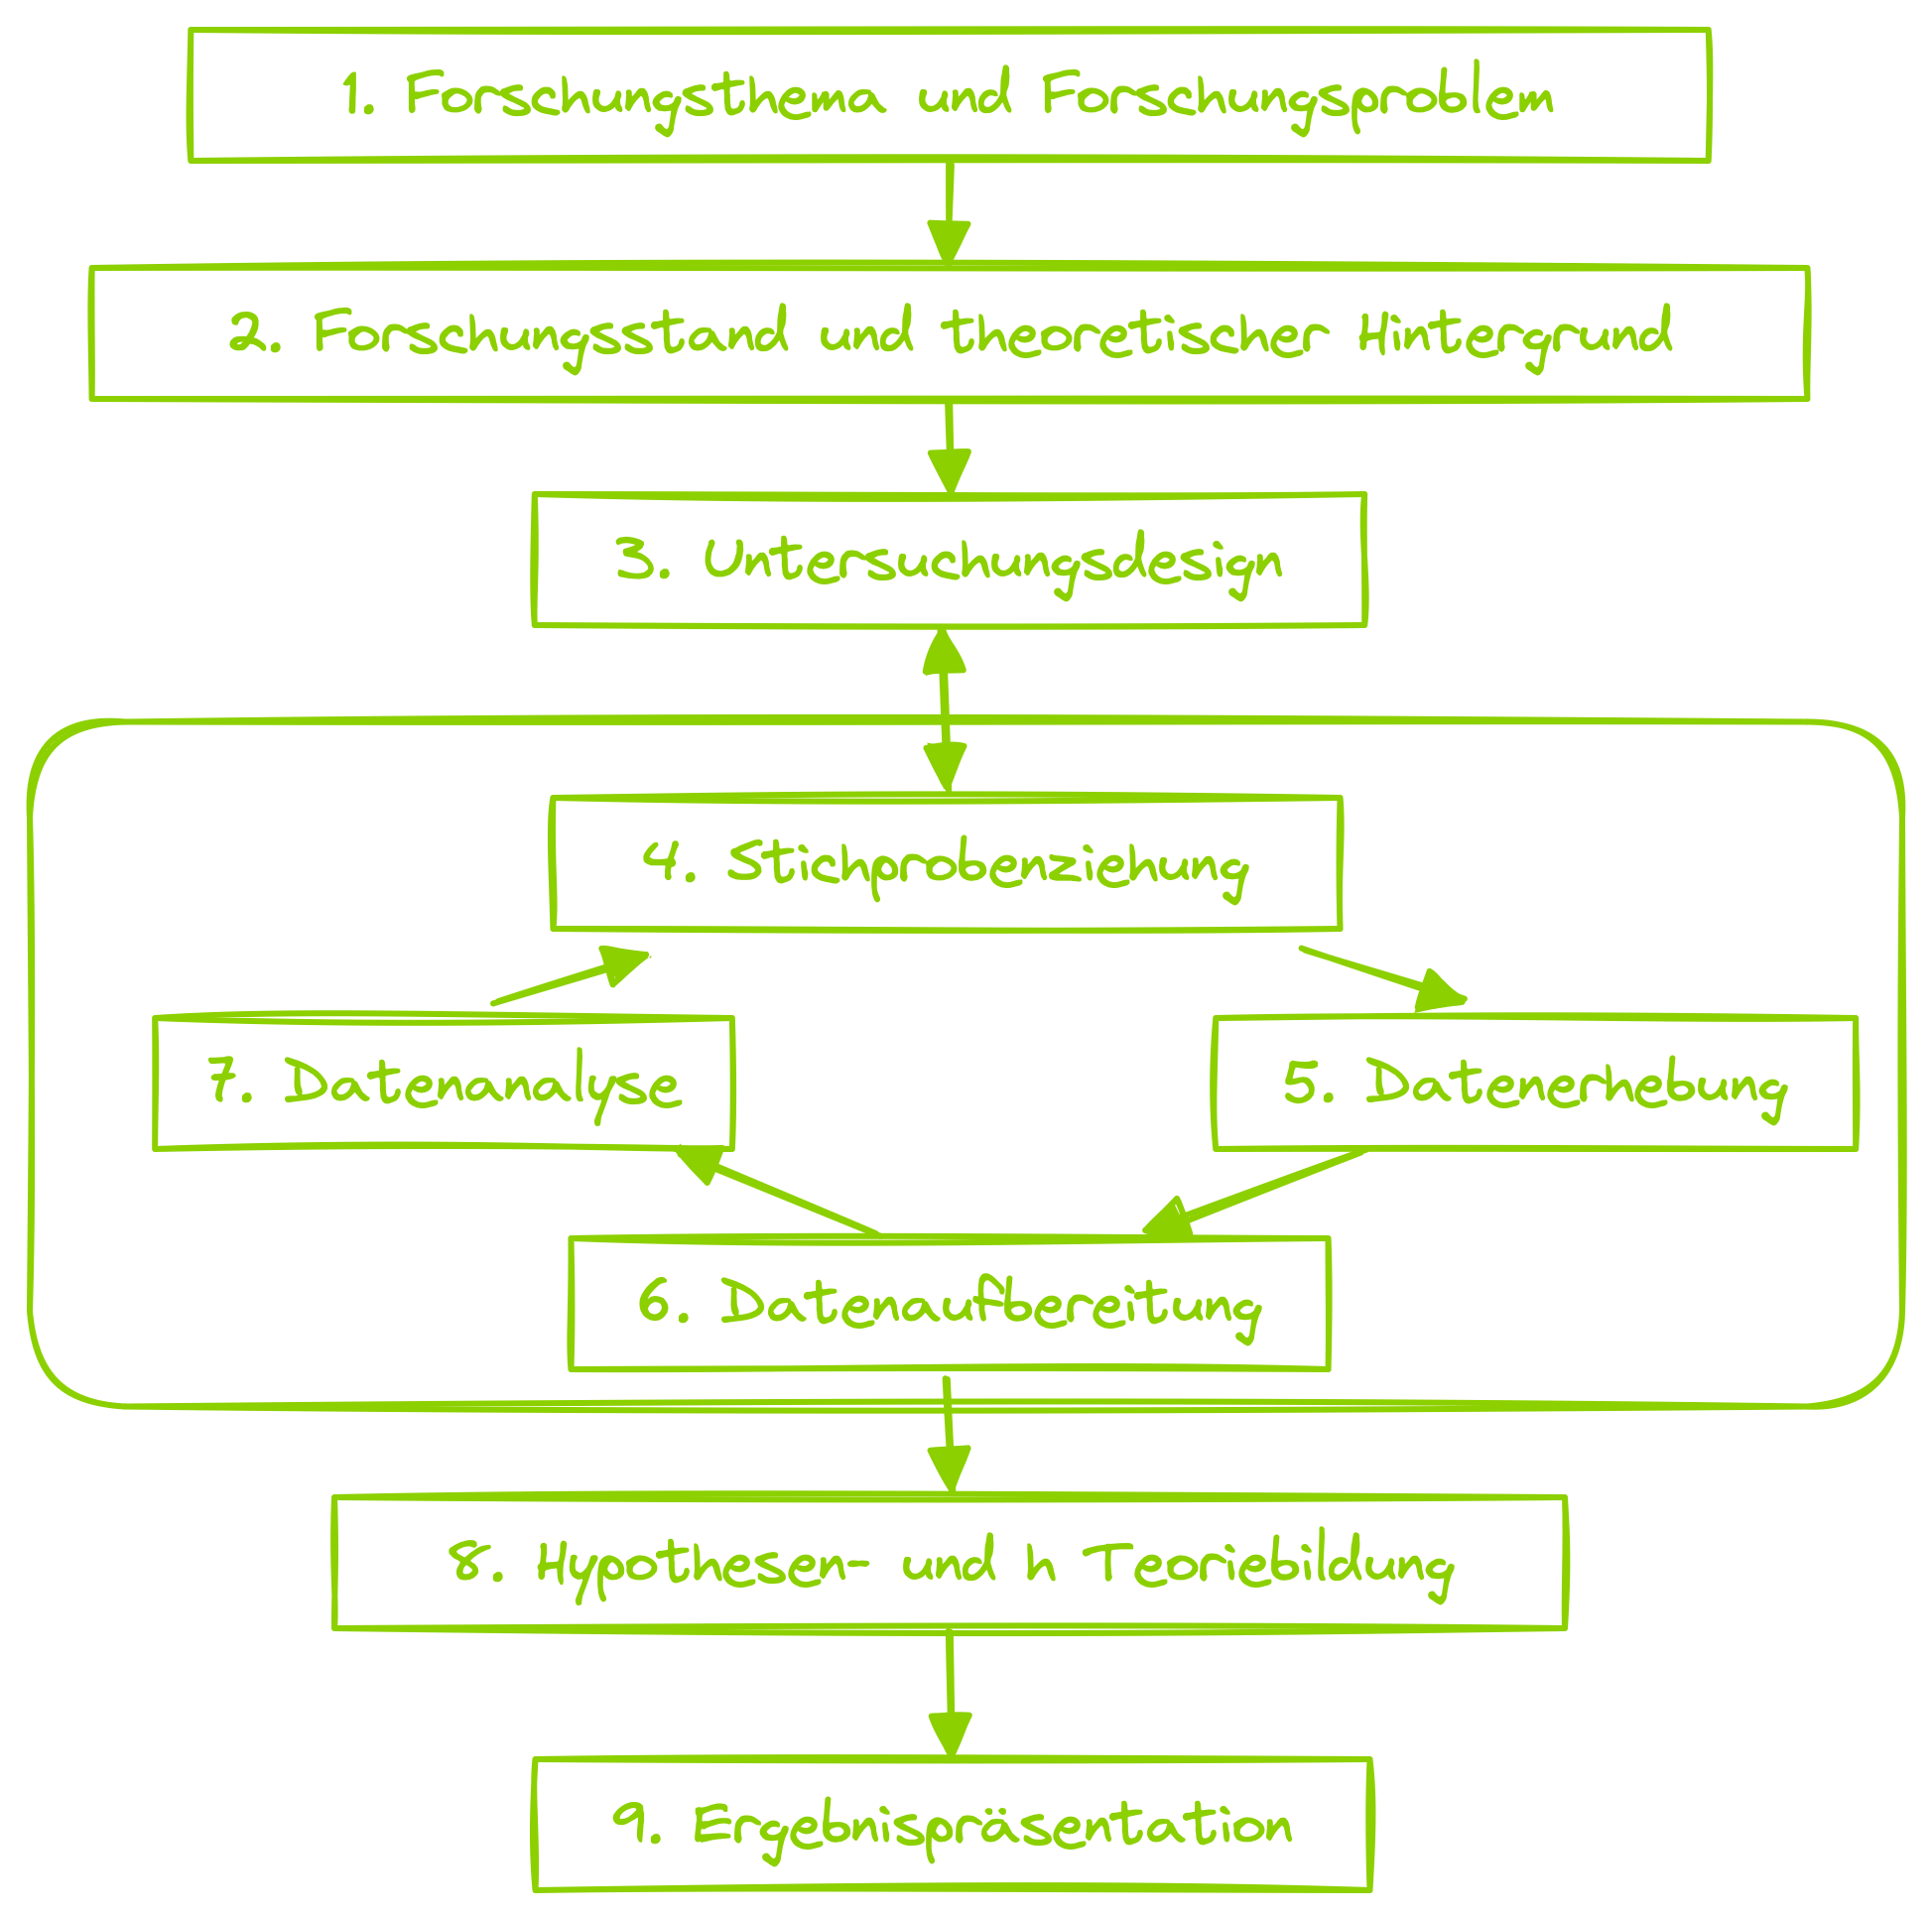 1. Forschungsthema und Forschungsproblem
2. Forschungsstand und theoretischer Hintergrund
3. Untersuchungsdesign
4. Stichprobenziehung
7. Datenanalyse
5. Datenerhebung
6. Datenaufbereitung
8. Hypothesen- und h Teoriebildung
9. Ergebnispräsentation